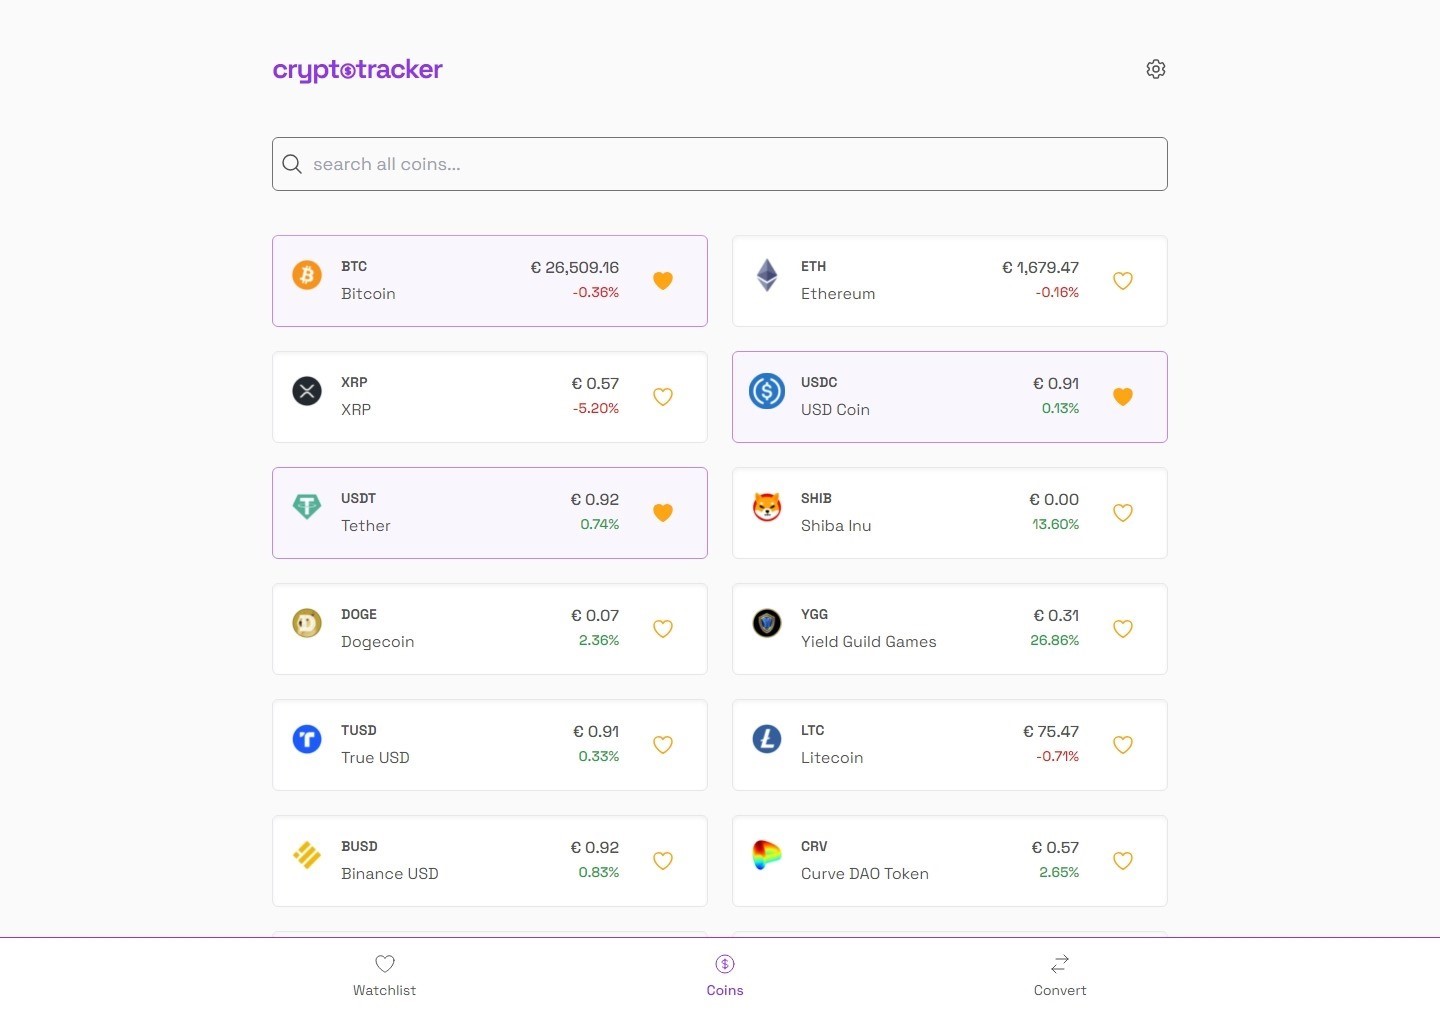 cryptotracker
search all coins...
BTC
Bitcoin
€ 26,509.16
-0.36%
ETH
Ethereum
€ 1,679.47
-0.16%
XRP
XRP
€ 0.57
-5.20%
USDC
USD Coin
€ 0.91
0.13%
USDT
Tether
€ 0.92
0.74%
SHIB
Shiba Inu
€ 0.00
13.60%
DOGE
Dogecoin
€ 0.07
2.36%
YGG
Yield Guild Games
€ 0.31
26.86%
TUSD
True USD
€ 0.91
0.33%
LTC
Litecoin
€ 75.47
-0.71%
BUSD
Binance USD
€ 0.92
0.83%
CRV
Curve DAO Token
€ 0.57
2.65%
Watchlist
Coins
Convert